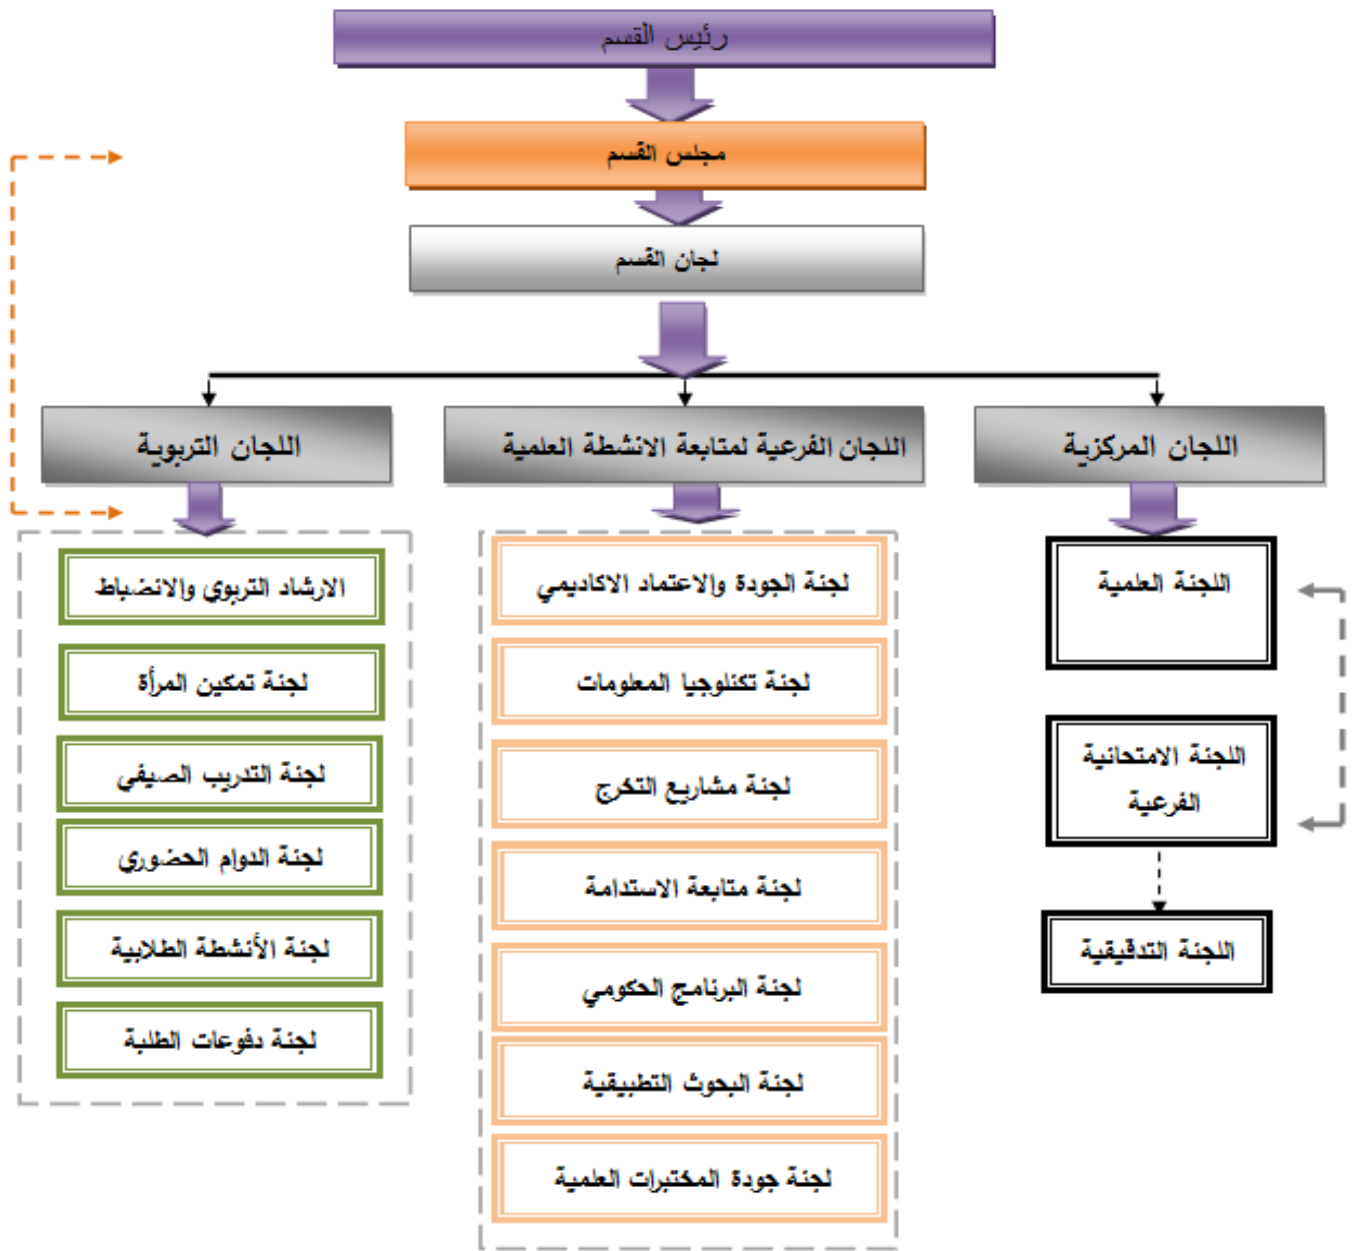 رئيس القسم
مجلس القسم
لجان القسم
اللجان المركزية
اللجان الفرعية لمتابعة الانشطة العلمية
اللجان التربوية
اللجنة العلمية
اللجنة الامتحانية
الفرعية
اللجنة التدقيقية
لجنة الجودة والاعتماد الاكاديمي
لجنة تكنلوجيا المعلومات
لجنة مشاريع التخرج
لجنة متابعة الاستدامة
لجنة البرنامج الحكومي
لجنة البحوث التطبيقية
لجنة جودة المختبرات العلمية
الارشاد التربوي والانضباط
لجنة تمكين المرأة
لجنة التدريب الصيفي
لجنة الدوام الحضوري
لجنة الأنشطة الطلابية
لجنة دفوعات الطلبة